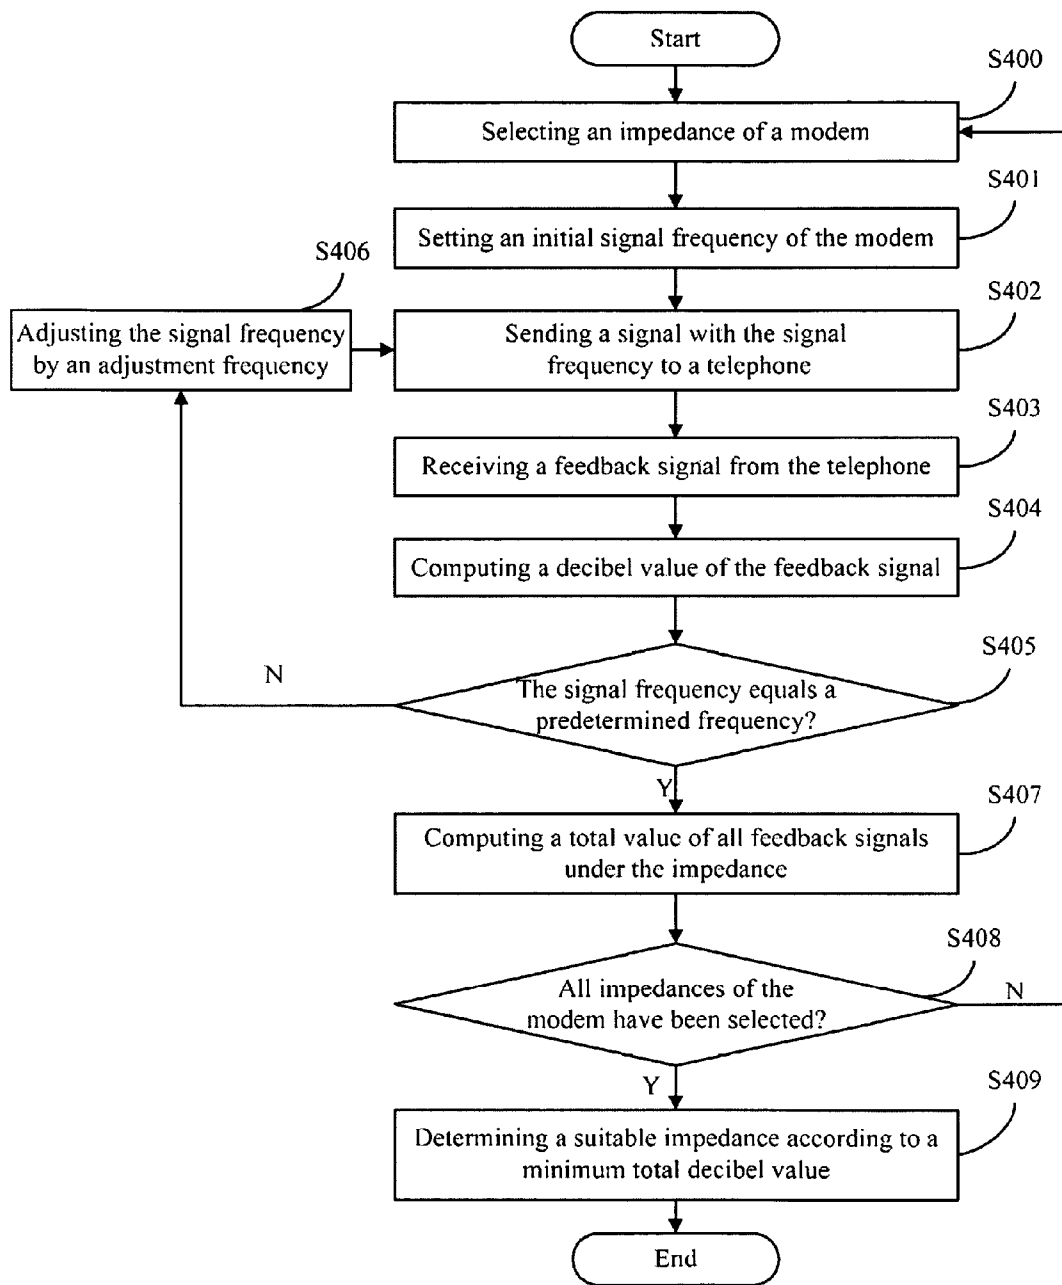 Start
S400
Selecting an impedance of a modem
S401
Setting an initial signal frequency of the modem
S406
Adjusting the signal frequency
by an adjustment frequency
S402
Sending a signal with the signal
frequency to a telephone
S403
Receiving a feedback signal from the telephone
S404
Computing a decibel value of the feedback signal
S405
N
The signal frequency equals a
predetermined frequency?
Y
S407
Computing a total value of all feedback signals
under the impedance
S408
All impedances of the
modem have been selected?
N
Y
S409
Determining a suitable impedance according to a
minimum total decibel value
End